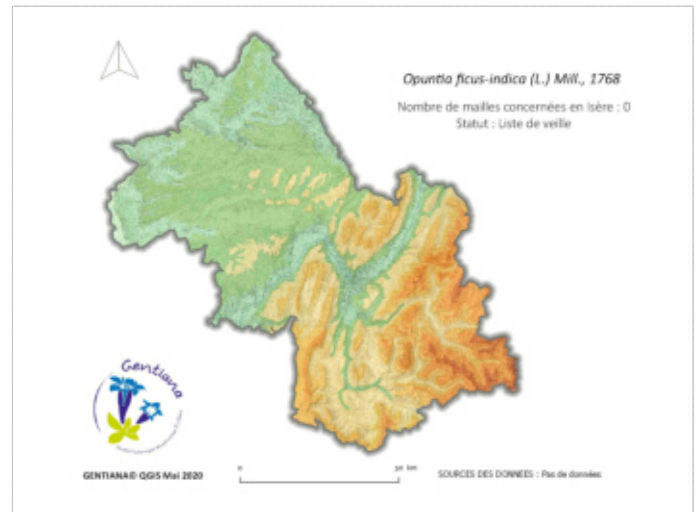 Opuntia ficus-indica (L.) Mill., 1768
Nombre de mailles concernées en Isère : 0
Statut : Liste de veille
Gentiana
GENTIANA© QGIS Mai 2020
0
km
SOURCES DES DONNÉES : Pas de données